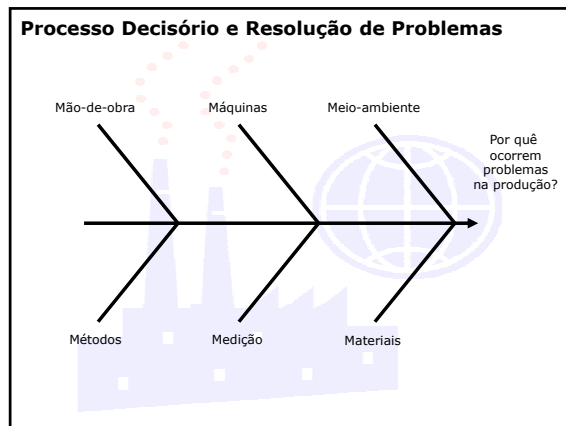 Processo Decisório e Resolução de Problemas
Mão-de-obra
Máquinas
Meio-ambiente
Por quê
ocorrem
problemas
na produção?
Métodos
Medição
Materiais